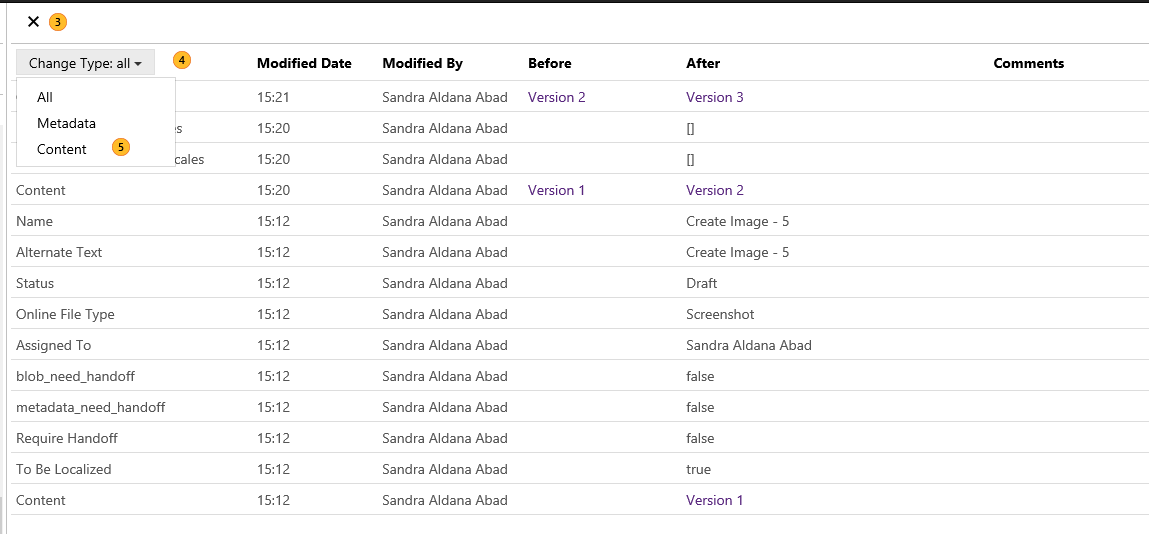 ✕ 3
Change Type: all 4 Modified Date Modified By Before After Comments
All 15:21 Sandra Aldana Abad Version 2 Version 3
Metadata 15:20 Sandra Aldana Abad []
Content 5 15:20 Sandra Aldana Abad []
Content 15:20 Sandra Aldana Abad Version 1 Version 2
Name 15:12 Sandra Aldana Abad Create Image - 5
Alternate Text 15:12 Sandra Aldana Abad Create Image - 5
Status 15:12 Sandra Aldana Abad Draft
Online File Type 15:12 Sandra Aldana Abad Screenshot
Assigned To 15:12 Sandra Aldana Abad Sandra Aldana Abad
blob_need_handoff 15:12 Sandra Aldana Abad false
metadata_need_handoff 15:12 Sandra Aldana Abad false
Require Handoff 15:12 Sandra Aldana Abad false
To Be Localized 15:12 Sandra Aldana Abad true
Content 15:12 Sandra Aldana Abad Version 1